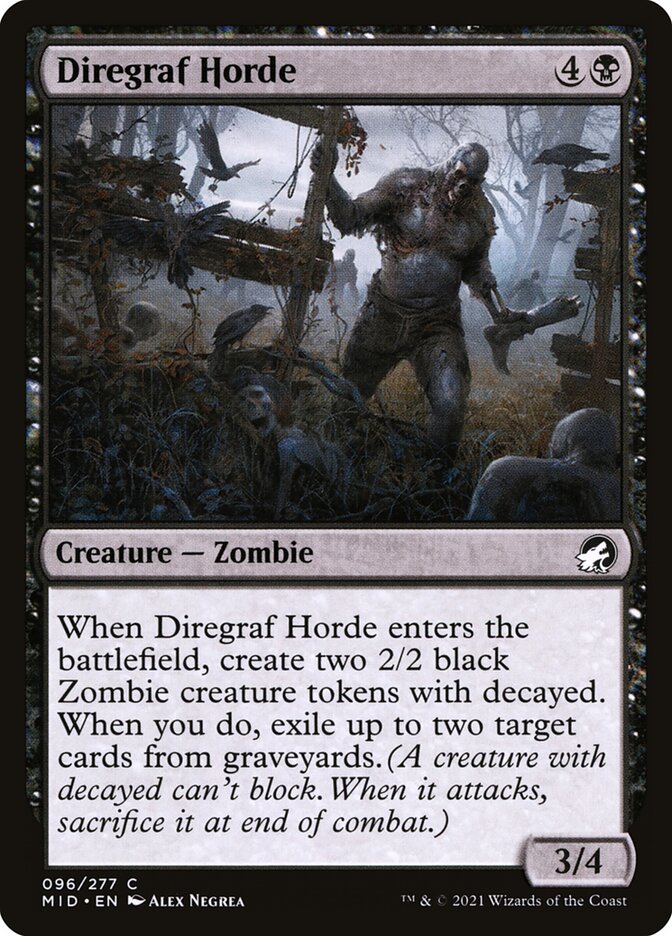 Diregraf Horde 4
Creature — Zombie
When Diregraf Horde enters the
battlefield, create two 2/2 black
Zombie creature tokens with decayed.
When you do, exile up to two target
cards from graveyards.(A creature with
decayed can't block. When it attacks,
sacrifice it at end of combat.)
3/4
096/277 C
MID • EN Alex Negrea
™ & © 2021 Wizards of the Coast